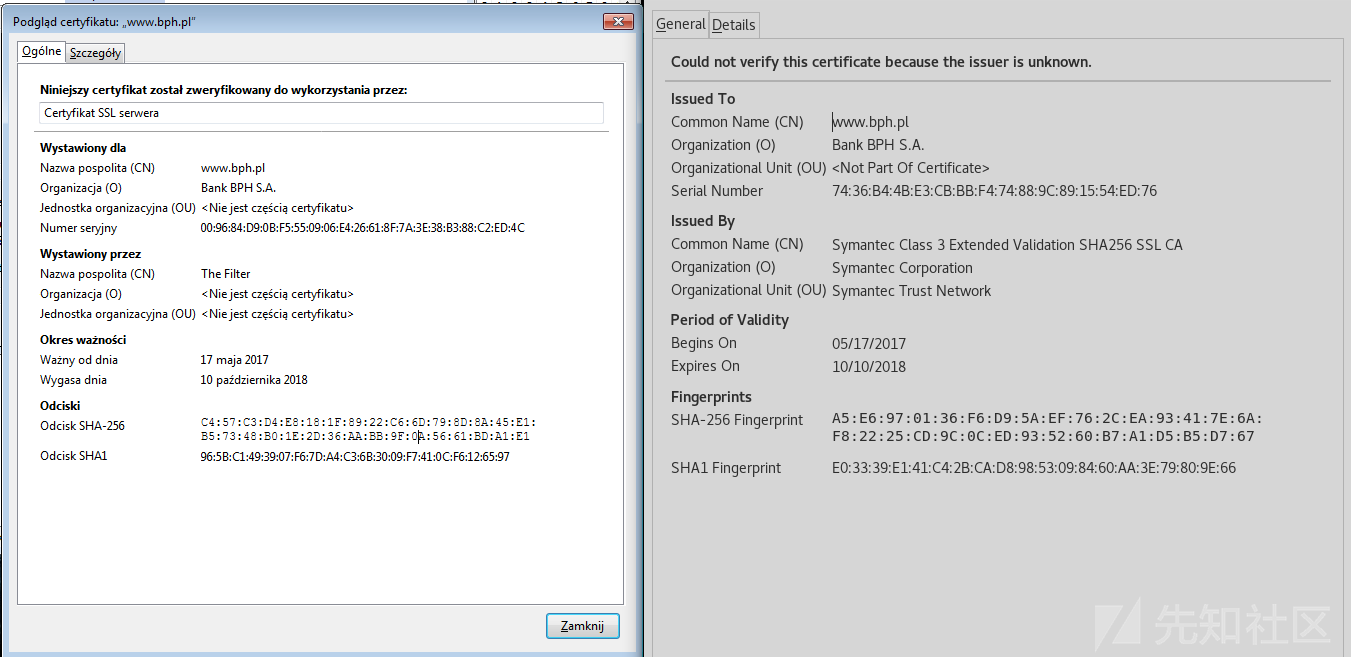 Podgląd certyfikatu: „www.bph.pl”
Ogólne
Szczegóły
Niniejszy certyfikat został zweryfikowany do wykorzystania przez:
Certyfikat SSL serwera
Wystawiony dla
Nazwa pospolita (CN) www.bph.pl
Organizacja (O) Bank BPH S.A.
Jednostka organizacyjna (OU) <Nie jest częścią certyfikatu>
Numer seryjny 00:96:84:D9:0B:F5:55:09:06:E4:26:61:8F:7A:3E:38:B3:88:C2:ED:4C
Wystawiony przez
Nazwa pospolita (CN) The Filter
Organizacja (O) <Nie jest częścią certyfikatu>
Jednostka organizacyjna (OU) <Nie jest częścią certyfikatu>
Okres ważności
Ważny od dnia 17 maja 2017
Wygasa dnia 10 października 2018
Odciski
Odcisk SHA-256 C4:57:C3:D4:E8:18:1F:89:22:C6:6D:79:8D:8A:45:E1:
B5:73:48:B0:1E:2D:36:AA:BB:9F:0A:56:61:BD:A1:E1
Odcisk SHA1 96:5B:C1:49:39:07:F6:7D:A4:C3:6B:30:09:F7:41:0C:F6:12:65:97
Zamknij
General
Details
Could not verify this certificate because the issuer is unknown.
Issued To
Common Name (CN) www.bph.pl
Organization (O) Bank BPH S.A.
Organizational Unit (OU) <Not Part Of Certificate>
Serial Number 74:36:B4:4B:E3:CB:BB:F4:74:88:9C:89:15:54:ED:76
Issued By
Common Name (CN) Symantec Class 3 Extended Validation SHA256 SSL CA
Organization (O) Symantec Corporation
Organizational Unit (OU) Symantec Trust Network
Period of Validity
Begins On 05/17/2017
Expires On 10/10/2018
Fingerprints
SHA-256 Fingerprint A5:E6:97:01:36:F6:D9:5A:EF:76:2C:EA:93:41:7E:6A:
F8:22:25:CD:9C:0C:ED:93:52:60:B7:A1:D5:B5:D7:67
SHA1 Fingerprint E0:33:39:E1:41:C4:2B:CA:D8:98:53:09:84:60:AA:3E:79:80:9E:66
先知社区